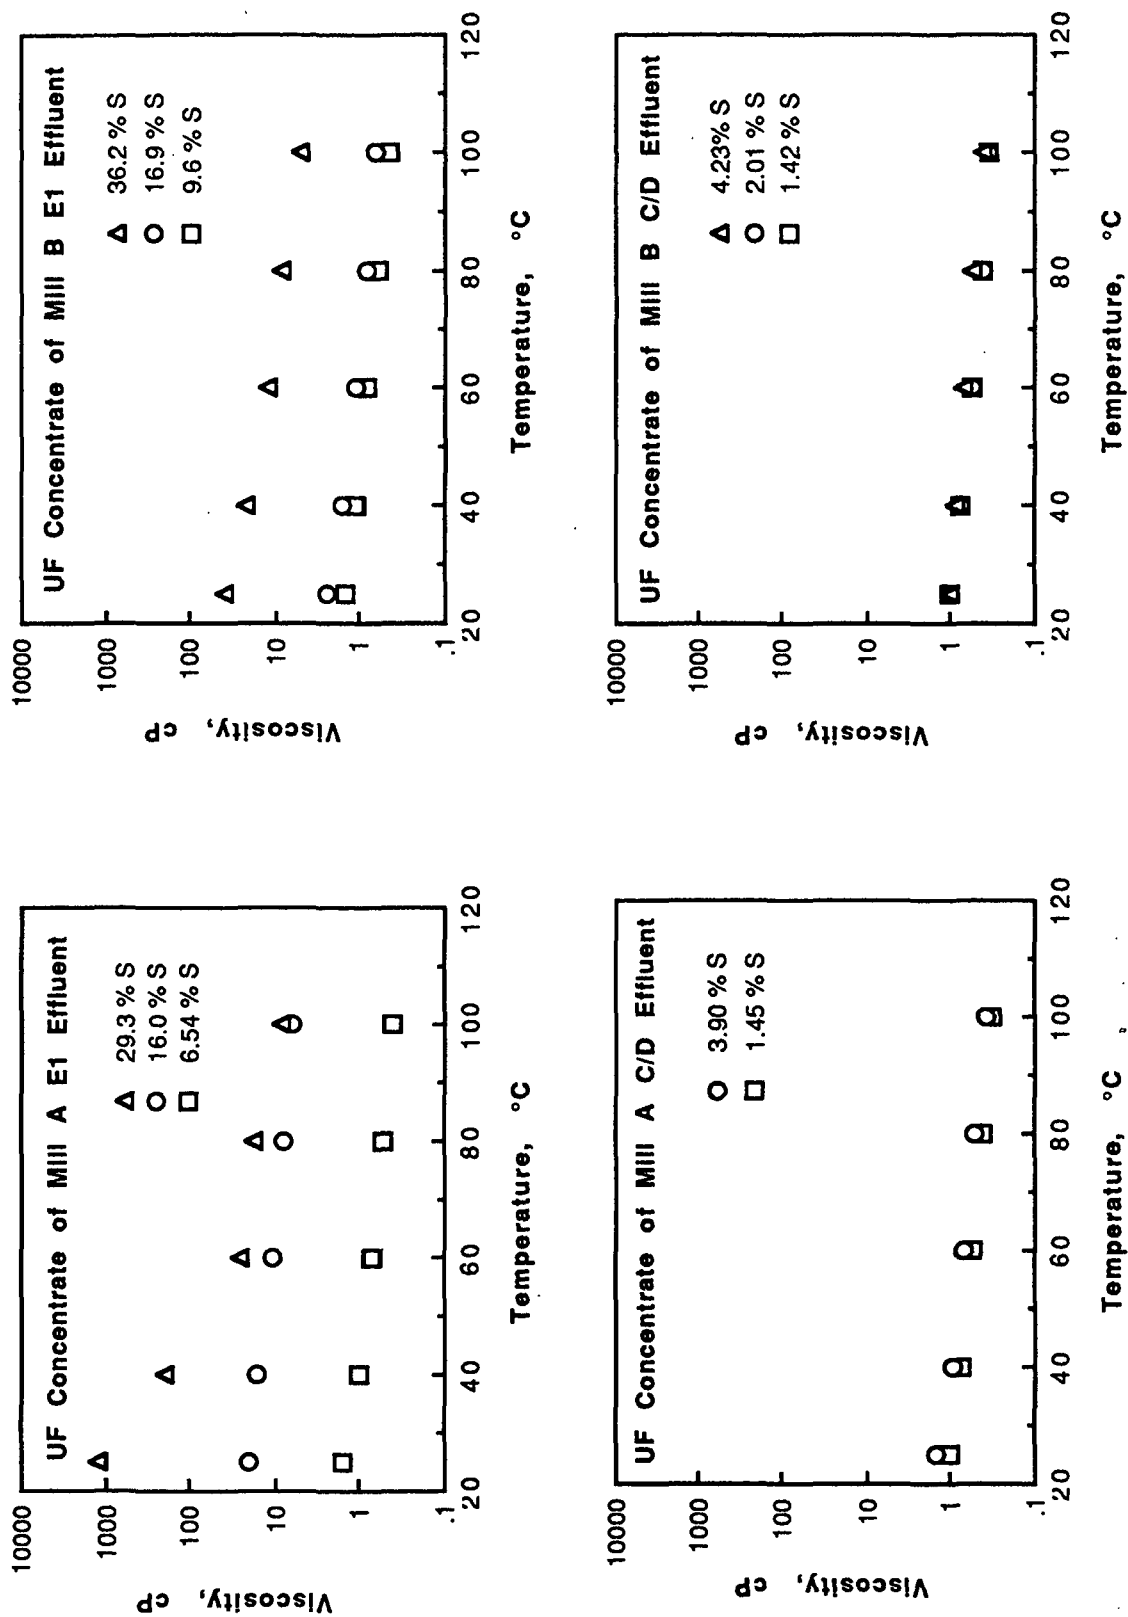 UF Concentrate of Mill A E1 Effluent
29.3 % S
16.0 % S
6.54 % S
10000
1000
100
10
1
.1
Viscosity, cP
20 40 60 80 100 120
Temperature, °C
UF Concentrate of Mill B E1 Effluent
36.2 % S
16.9 % S
9.6 % S
10000
1000
100
10
1
.1
Viscosity, cP
20 40 60 80 100 120
Temperature, °C
UF Concentrate of Mill A C/D Effluent
3.90 % S
1.45 % S
10000
1000
100
10
1
.1
Viscosity, cP
20 40 60 80 100 120
Temperature, °C
UF Concentrate of Mill B C/D Effluent
4.23% S
2.01 % S
1.42 % S
10000
1000
100
10
1
.1
Viscosity, cP
20 40 60 80 100 120
Temperature, °C